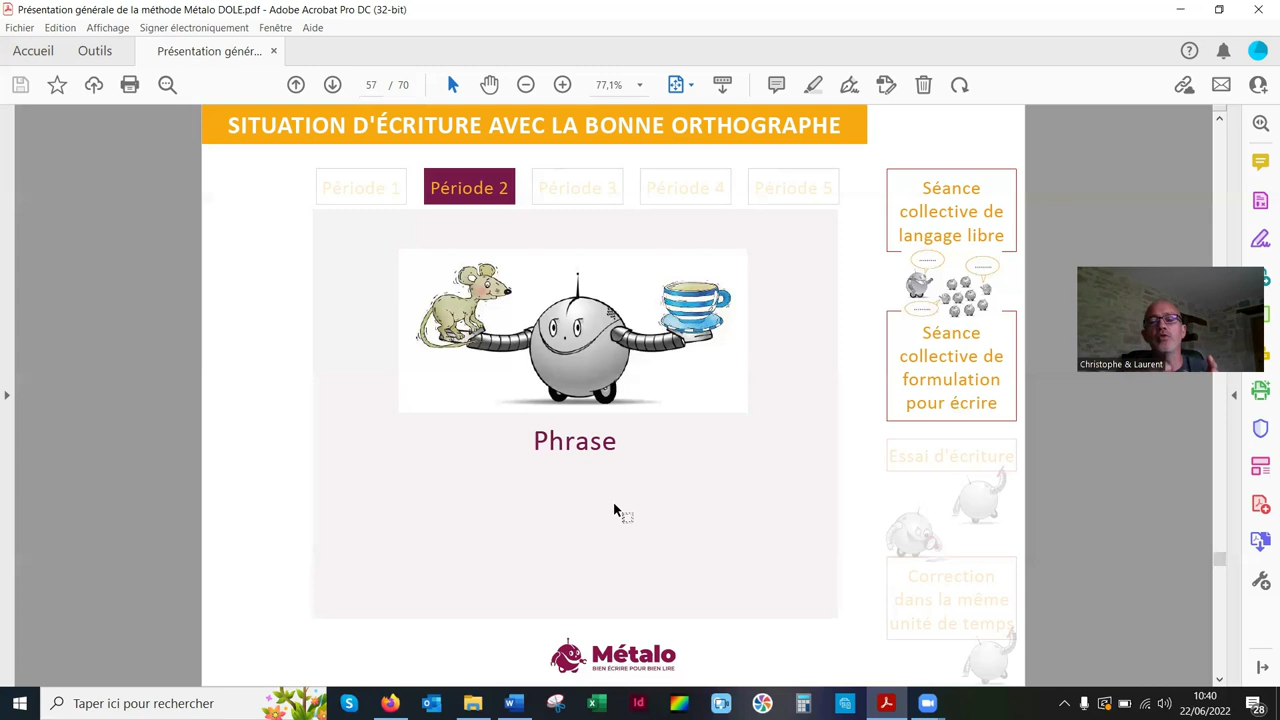 Présentation générale de la méthode Métalo DOLE.pdf - Adobe Acrobat Pro DC (32-bit)
Fichier Edition Affichage Signer électroniquement Fenêtre Aide
Accueil Outils Présentation génér... ×
57 / 70 77,1%
SITUATION D'ÉCRITURE AVEC LA BONNE ORTHOGRAPHE
Période 1 Période 2 Période 3 Période 4 Période 5
Séance
collective de
langage libre
Séance
collective de
formulation
pour écrire
Christophe & Laurent
Phrase
Essai d'écriture
Correction
dans la même
unité de temps
Métalo
BIEN ÉCRIRE POUR BIEN LIRE
Taperici pour rechercher
10:40
22/06/2022
28